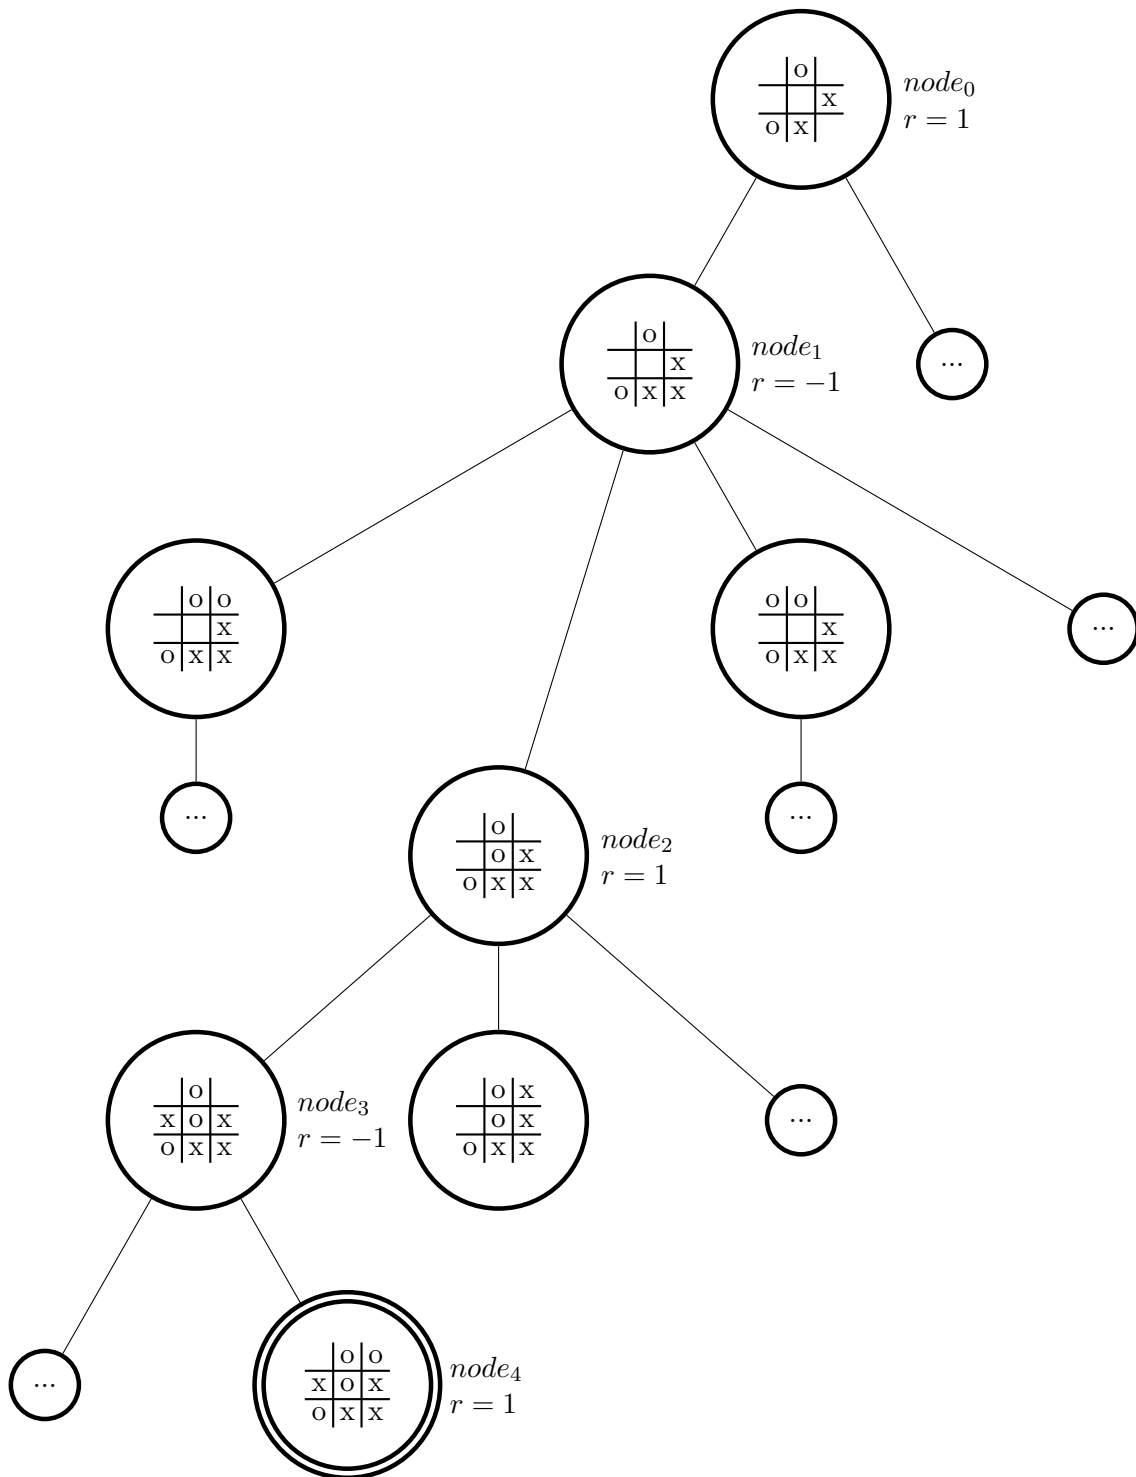 o
x
o x
node₀
r = 1
o
x
o x x
node₁
r = −1
...
o o
x
o x x
o o
x
o x x
...
...
...
o
o x
o x x
node₂
r = 1
o
x o x
o x x
node₃
r = −1
o x
o x
o x x
...
o o
x o x
o x x
node₄
r = 1
...